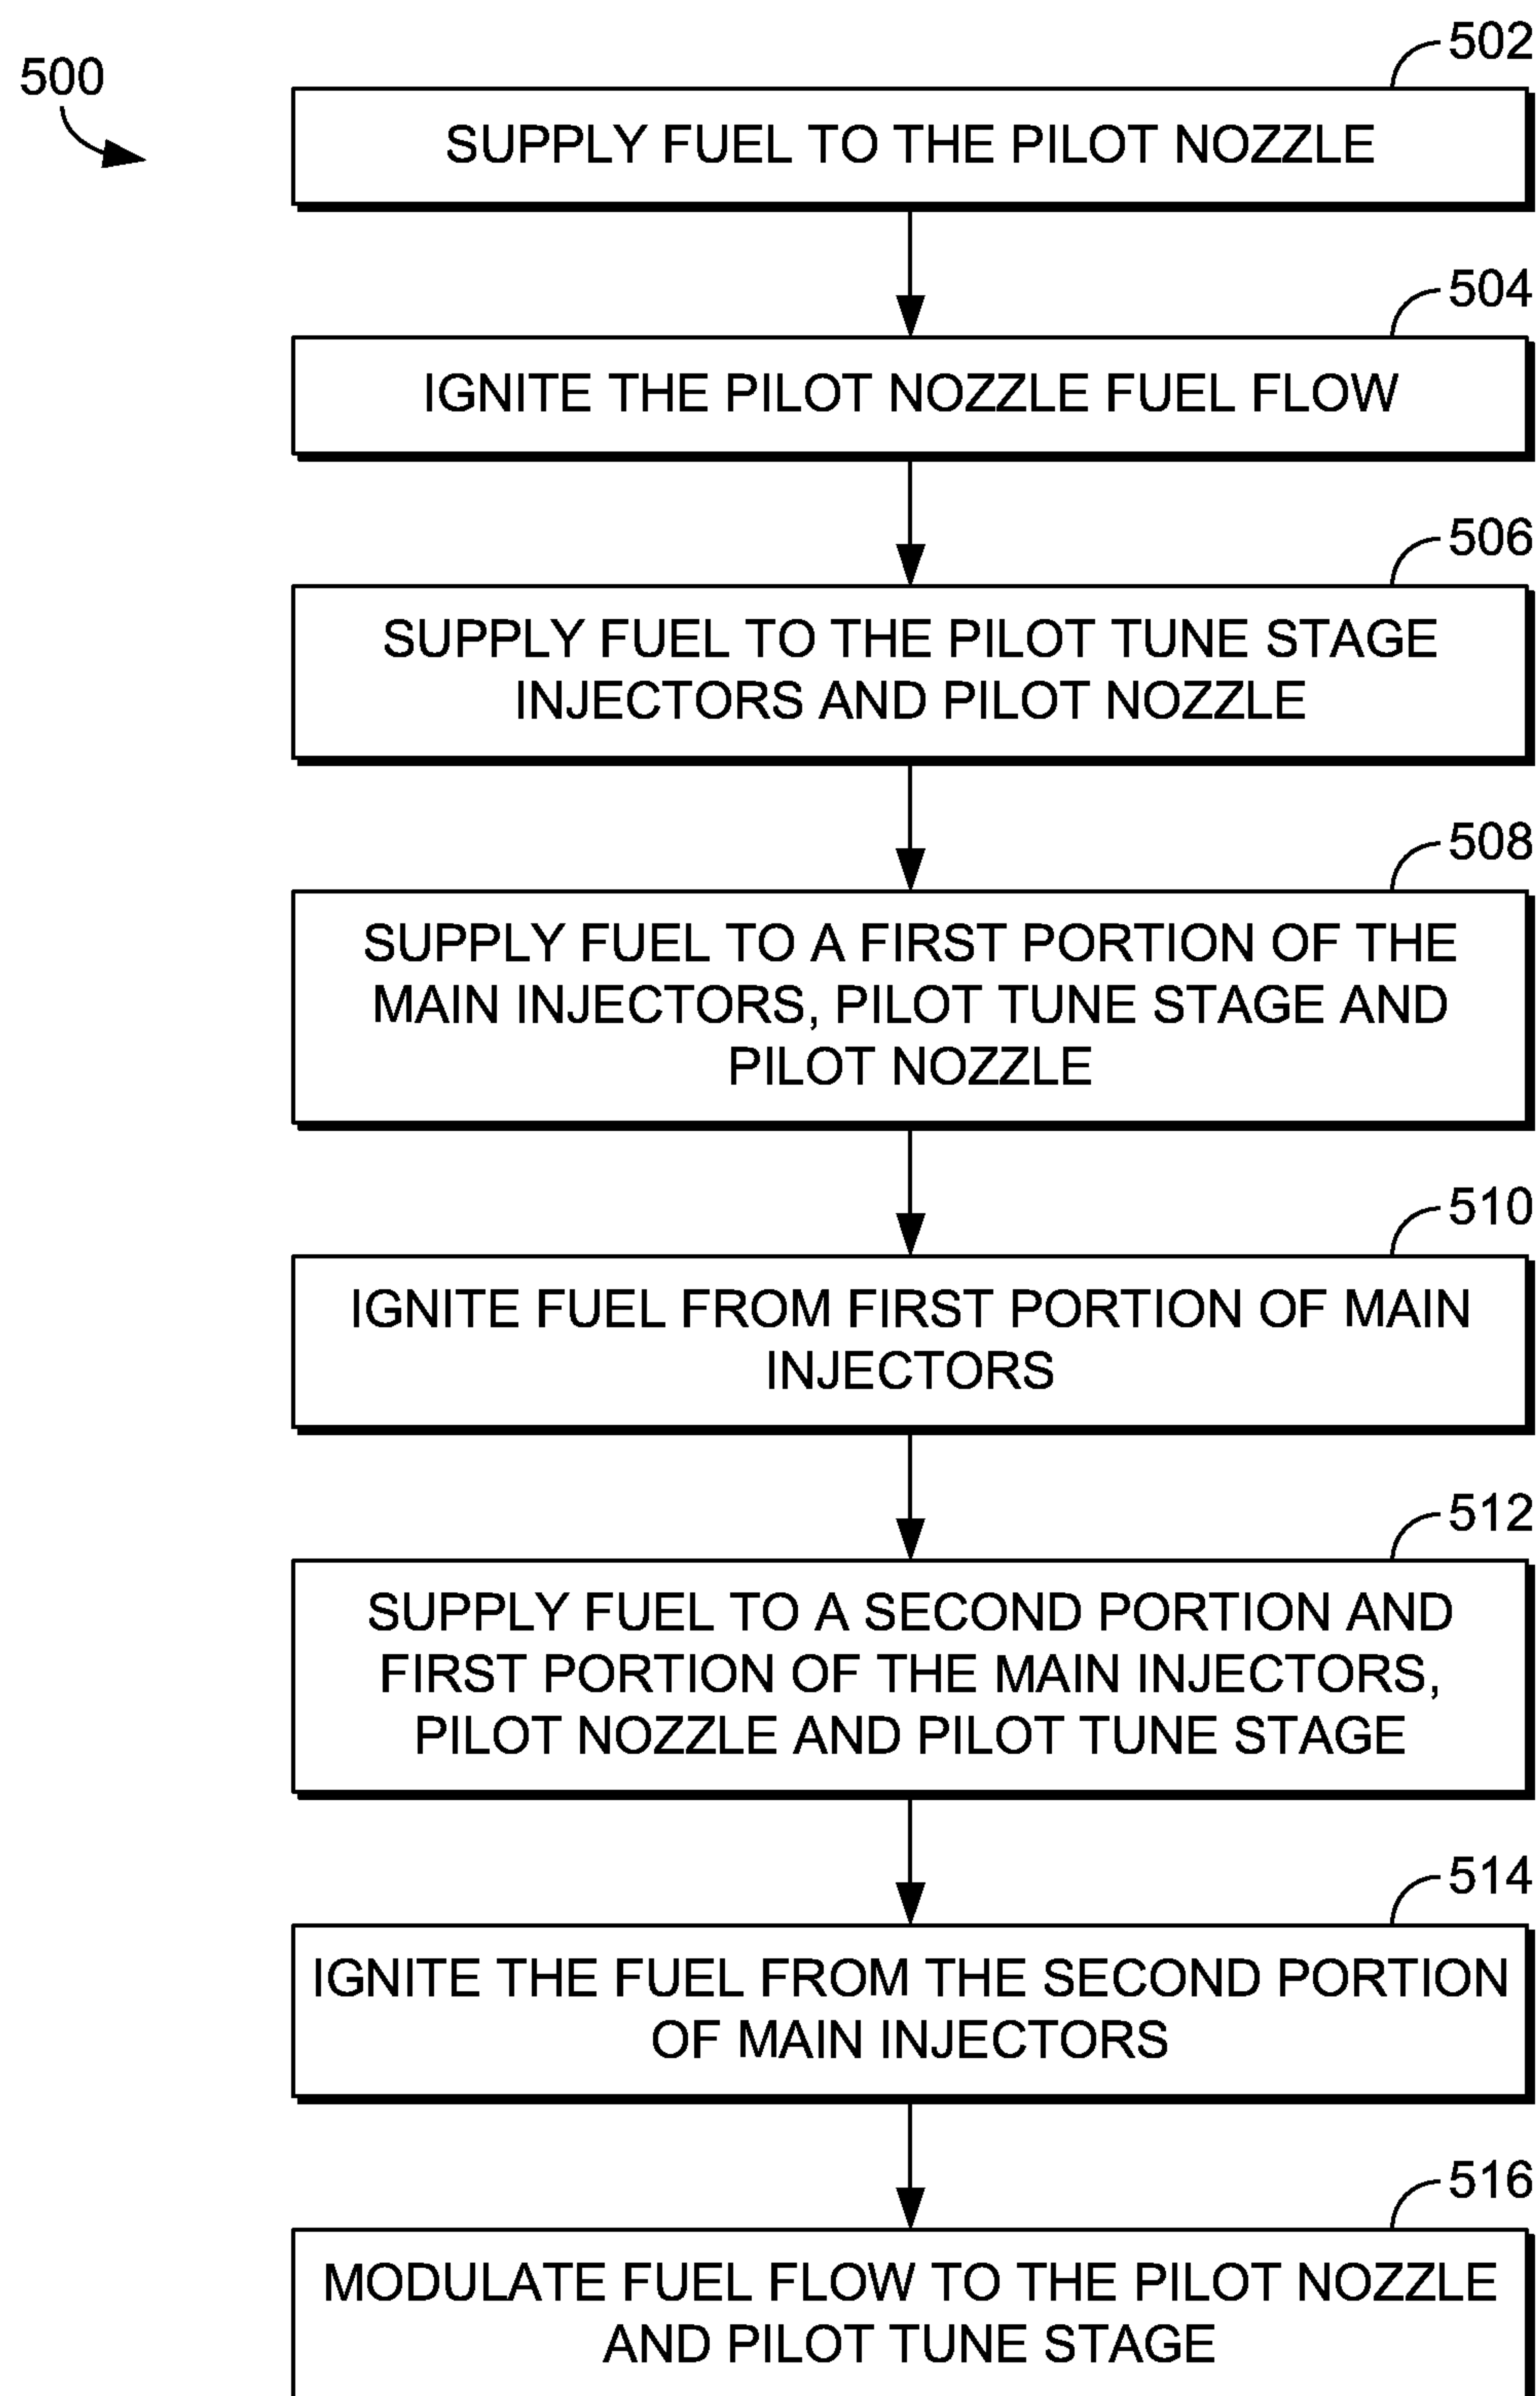 500
502
SUPPLY FUEL TO THE PILOT NOZZLE
504
IGNITE THE PILOT NOZZLE FUEL FLOW
506
SUPPLY FUEL TO THE PILOT TUNE STAGE
INJECTORS AND PILOT NOZZLE
508
SUPPLY FUEL TO A FIRST PORTION OF THE
MAIN INJECTORS, PILOT TUNE STAGE AND
PILOT NOZZLE
510
IGNITE FUEL FROM FIRST PORTION OF MAIN
INJECTORS
512
SUPPLY FUEL TO A SECOND PORTION AND
FIRST PORTION OF THE MAIN INJECTORS,
PILOT NOZZLE AND PILOT TUNE STAGE
514
IGNITE THE FUEL FROM THE SECOND PORTION
OF MAIN INJECTORS
516
MODULATE FUEL FLOW TO THE PILOT NOZZLE
AND PILOT TUNE STAGE